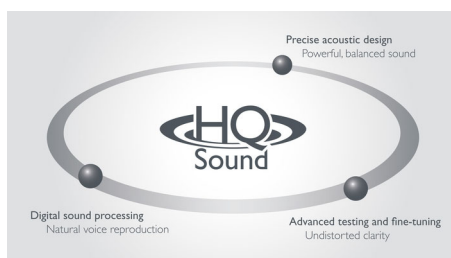 Precise acoustic design
Powerful, balanced sound
HQ
Sound
Digital sound processing
Natural voice reproduction
Advanced testing and fine-tuning
Undistorted clarity